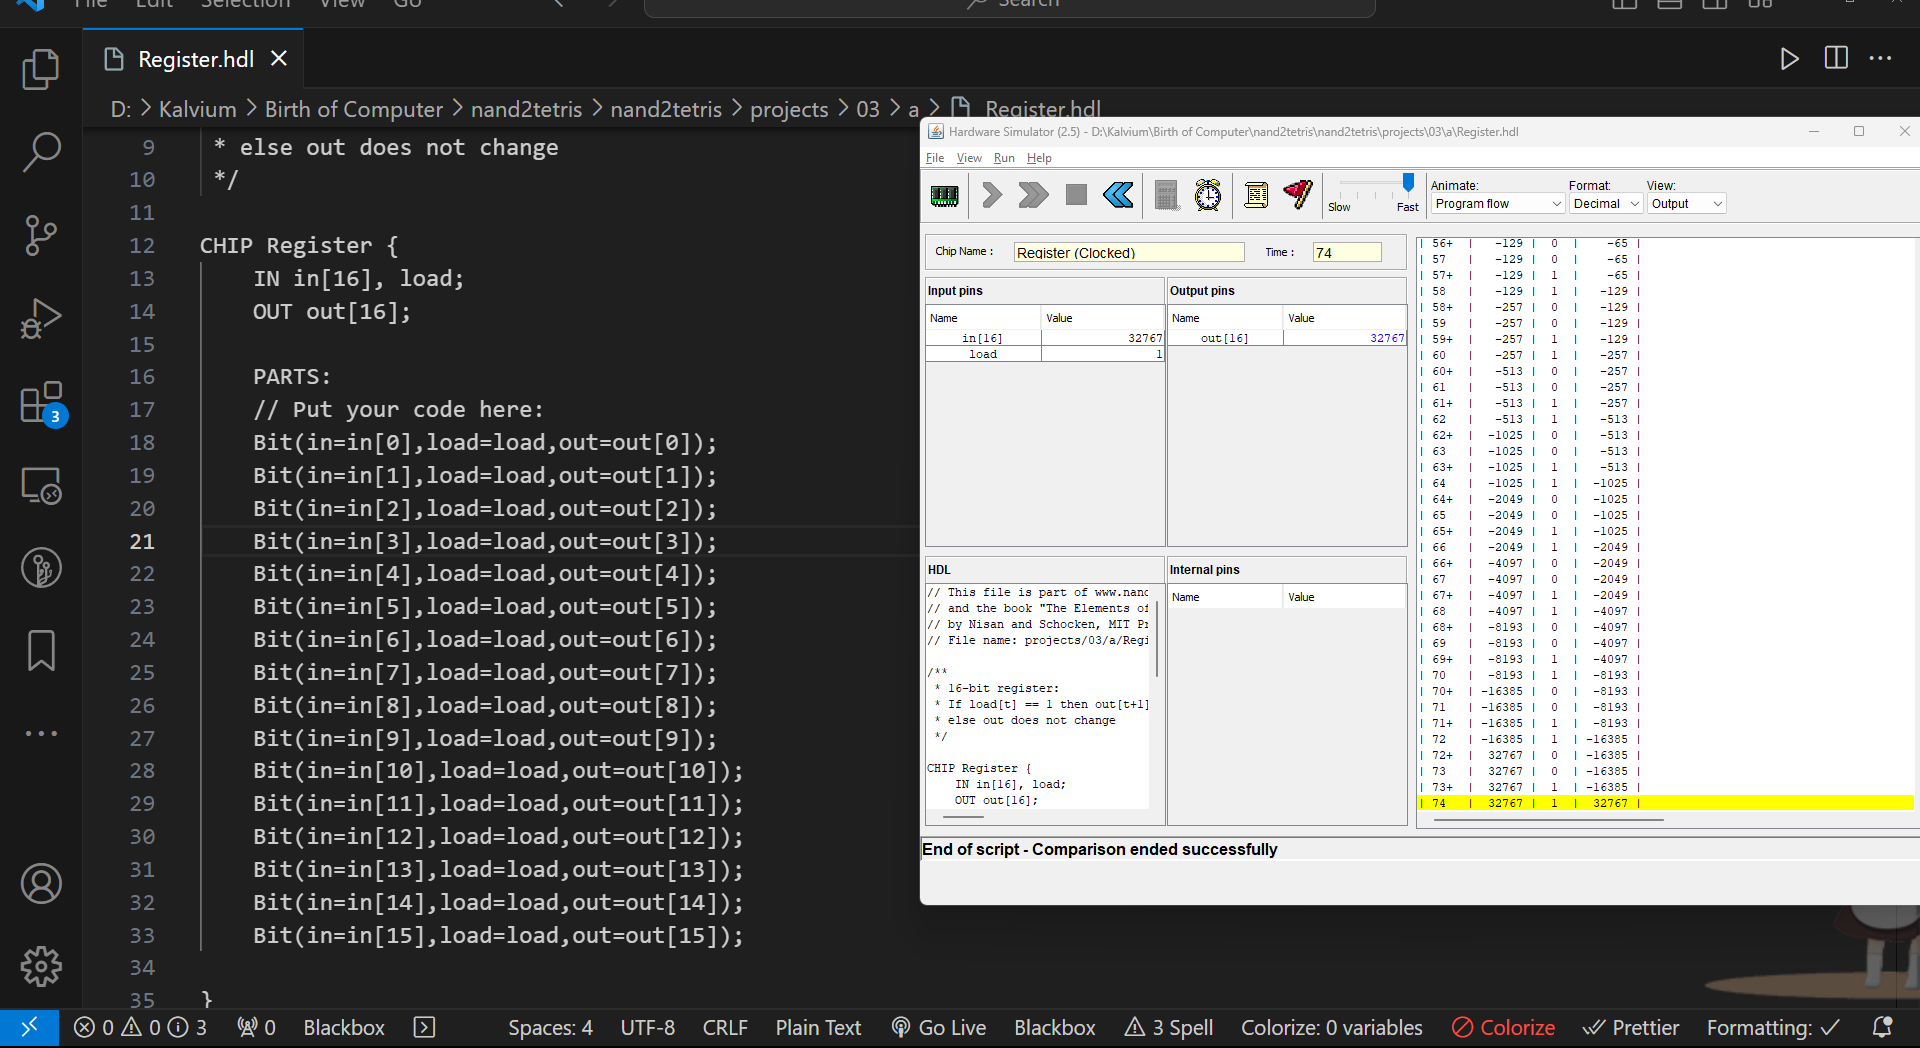 File Edit Selection View Go Search
Register.hdl
D: > Kalvium > Birth of Computer > nand2tetris > nand2tetris > projects > 03 > a > Register.hdl
9 * else out does not change
10 */
11
12 CHIP Register {
13 IN in[16], load;
14 OUT out[16];
15
16 PARTS:
17 // Put your code here:
18 Bit(in=in[0],load=load,out=out[0]);
19 Bit(in=in[1],load=load,out=out[1]);
20 Bit(in=in[2],load=load,out=out[2]);
21 Bit(in=in[3],load=load,out=out[3]);
22 Bit(in=in[4],load=load,out=out[4]);
23 Bit(in=in[5],load=load,out=out[5]);
24 Bit(in=in[6],load=load,out=out[6]);
25 Bit(in=in[7],load=load,out=out[7]);
26 Bit(in=in[8],load=load,out=out[8]);
27 Bit(in=in[9],load=load,out=out[9]);
28 Bit(in=in[10],load=load,out=out[10]);
29 Bit(in=in[11],load=load,out=out[11]);
30 Bit(in=in[12],load=load,out=out[12]);
31 Bit(in=in[13],load=load,out=out[13]);
32 Bit(in=in[14],load=load,out=out[14]);
33 Bit(in=in[15],load=load,out=out[15]);
34
35 }
3
Hardware Simulator (2.5) - D:\Kalvium\Birth of Computer\nand2tetris\nand2tetris\projects\03\a\Register.hdl
File View Run Help
Slow Fast
Animate: Format: View:
Program flow Decimal Output
Chip Name : Register (Clocked) Time : 74
Input pins
Name Value
in[16] 32767
load 1
Output pins
Name Value
out[16] 32767
HDL
// This file is part of www.nand
// and the book "The Elements of
// by Nisan and Schocken, MIT Pr
// File name: projects/03/a/Regi
/**
* 16-bit register:
* If load[t] == 1 then out[t+1]
* else out does not change
*/
CHIP Register {
IN in[16], load;
OUT out[16];
Internal pins
Name Value
| 56+ | -129 | 0 | -65 |
| 57 | -129 | 0 | -65 |
| 57+ | -129 | 1 | -65 |
| 58 | -129 | 1 | -129 |
| 58+ | -257 | 0 | -129 |
| 59 | -257 | 0 | -129 |
| 59+ | -257 | 1 | -129 |
| 60 | -257 | 1 | -257 |
| 60+ | -513 | 0 | -257 |
| 61 | -513 | 0 | -257 |
| 61+ | -513 | 1 | -257 |
| 62 | -513 | 1 | -513 |
| 62+ | -1025 | 0 | -513 |
| 63 | -1025 | 0 | -513 |
| 63+ | -1025 | 1 | -513 |
| 64 | -1025 | 1 | -1025 |
| 64+ | -2049 | 0 | -1025 |
| 65 | -2049 | 0 | -1025 |
| 65+ | -2049 | 1 | -1025 |
| 66 | -2049 | 1 | -2049 |
| 66+ | -4097 | 0 | -2049 |
| 67 | -4097 | 0 | -2049 |
| 67+ | -4097 | 1 | -2049 |
| 68 | -4097 | 1 | -4097 |
| 68+ | -8193 | 0 | -4097 |
| 69 | -8193 | 0 | -4097 |
| 69+ | -8193 | 1 | -4097 |
| 70 | -8193 | 1 | -8193 |
| 70+ | -16385 | 0 | -8193 |
| 71 | -16385 | 0 | -8193 |
| 71+ | -16385 | 1 | -8193 |
| 72 | -16385 | 1 | -16385 |
| 72+ | 32767 | 0 | -16385 |
| 73 | 32767 | 0 | -16385 |
| 73+ | 32767 | 1 | -16385 |
| 74 | 32767 | 1 | 32767 |
End of script - Comparison ended successfully
0 0 3 0 Blackbox Spaces: 4 UTF-8 CRLF Plain Text Go Live Blackbox 3 Spell Colorize: 0 variables Colorize Prettier Formatting: